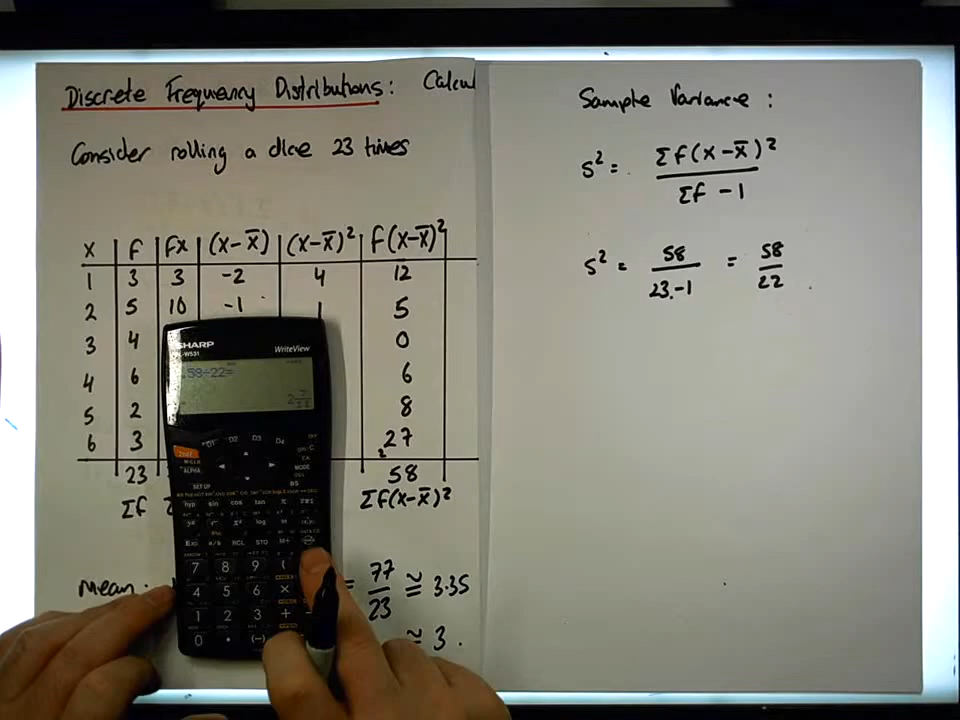 Discrete Frequency Distributions: Calcul
Consider rolling a dice 23 times
x f fx (x-x̄) (x-x̄)² f(x-x̄)²
1 3 3 -2 4 12
2 5 10 -1 1 5
3 4 0
4 6 6
5 2 8
6 3 27
23 58
Σf Σf(x-x̄)²
Mean: = 77/23 ≅ 3.35
≅ 3.
SHARP
WriteView
EL-W531
58÷22=
Sample Variance:
s² = Σf(x-x̄)²/Σf -1
s² = 58/23-1 = 58/22